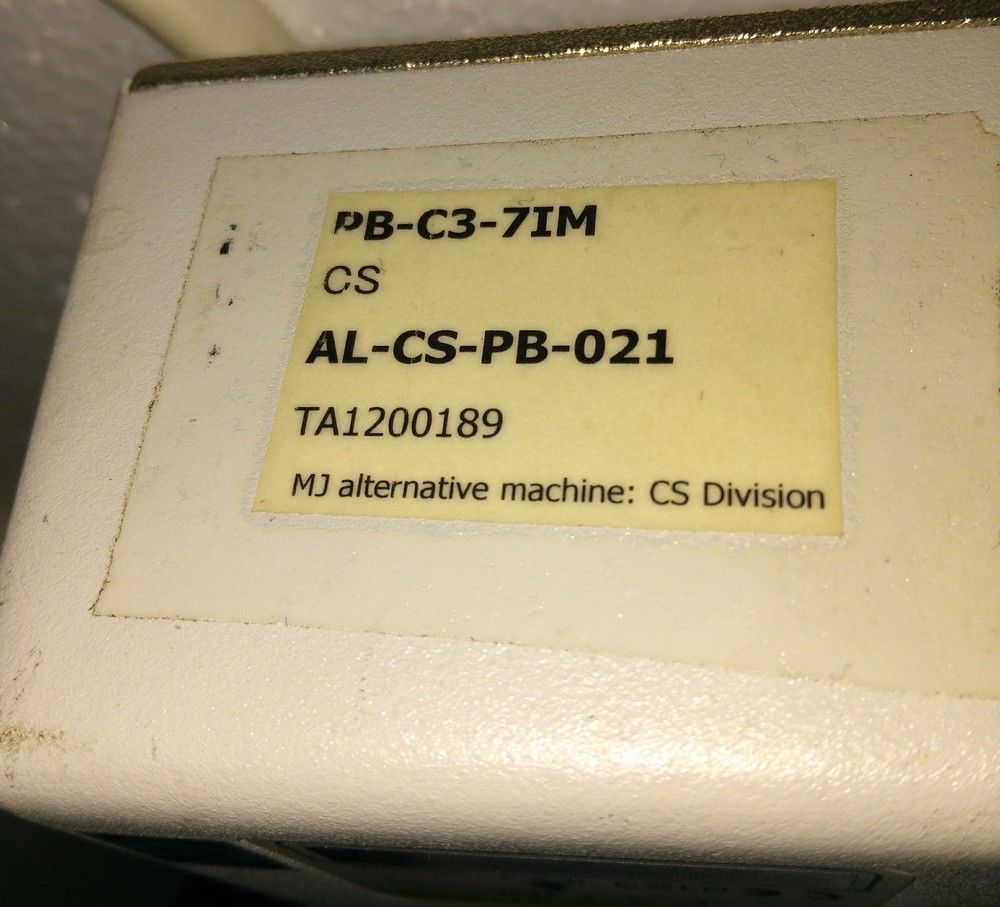 PB-C3-7IM
CS
AL-CS-PB-021
TA1200189
MJ alternative machine: CS Division